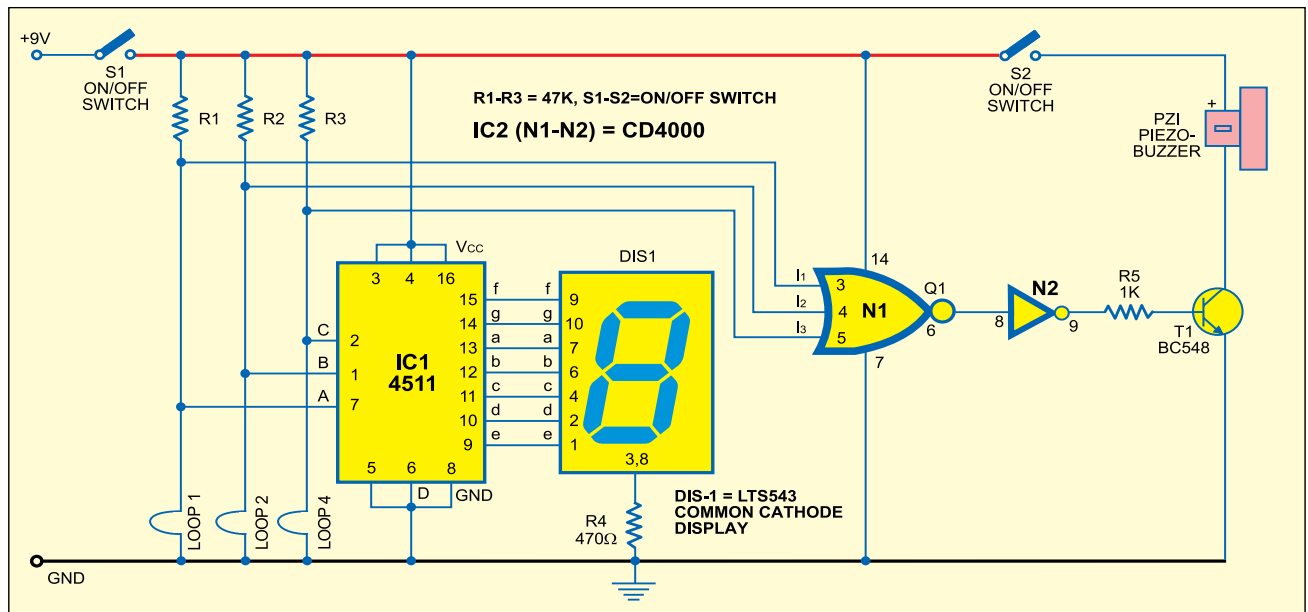 +9V
S1
ON/OFF
SWITCH
R1
R2
R3
R1-R3 = 47K, S1-S2=ON/OFF SWITCH
IC2 (N1-N2) = CD4000
S2
ON/OFF
SWITCH
+
PZI
PIEZO-
BUZZER
VCC
3 4 16
C
B
A
2
1
7
IC1
4511
15
14
13
12
11
10
9
f
g
a
b
c
d
e
f
g
a
b
c
d
e
5 6 8
D
GND
DIS1
9
10
7
6
4
2
1
3,8
DIS-1 = LTS543
COMMON CATHODE
DISPLAY
R4
470Ω
14
I1
I2
I3
3
4
5
N1
Q1
6
7
N2
8
9
R5
1K
T1
BC548
LOOP 1
LOOP 2
LOOP 4
GND